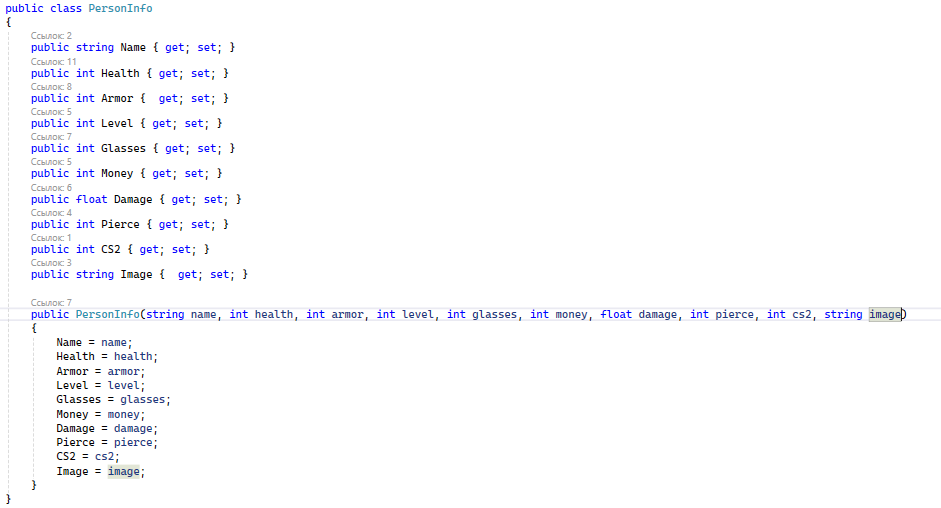 public class PersonInfo
{
Ссылок: 2
public string Name { get; set; }
Ссылок: 11
public int Health { get; set; }
Ссылок: 8
public int Armor {  get; set; }
Ссылок: 5
public int Level { get; set; }
Ссылок: 7
public int Glasses { get; set; }
Ссылок: 5
public int Money { get; set; }
Ссылок: 6
public float Damage { get; set; }
Ссылок: 4
public int Pierce { get; set; }
Ссылок: 1
public int CS2 { get; set; }
Ссылок: 3
public string Image {  get; set; }
Ссылок: 7
public PersonInfo(string name, int health, int armor, int level, int glasses, int money, float damage, int pierce, int cs2, string image)
{
Name = name;
Health = health;
Armor = armor;
Level = level;
Glasses = glasses;
Money = money;
Damage = damage;
Pierce = pierce;
CS2 = cs2;
Image = image;
}
}